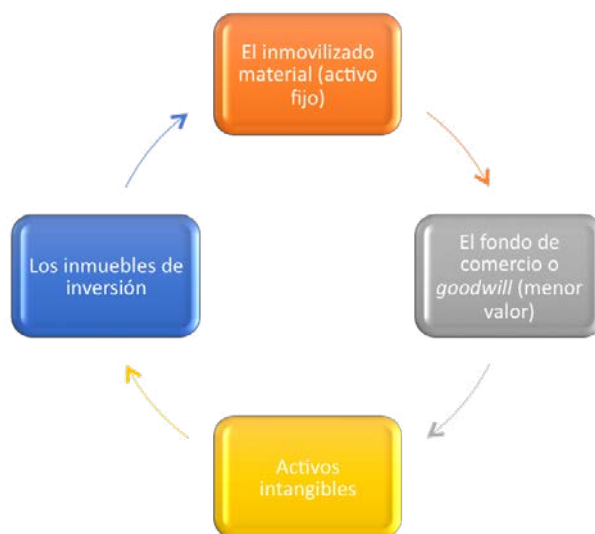 El inmovilizado
material (activo
fijo)
El fondo de
comercio o
goodwill (menor
valor)
Activos
intangibles
Los inmuebles de
inversión